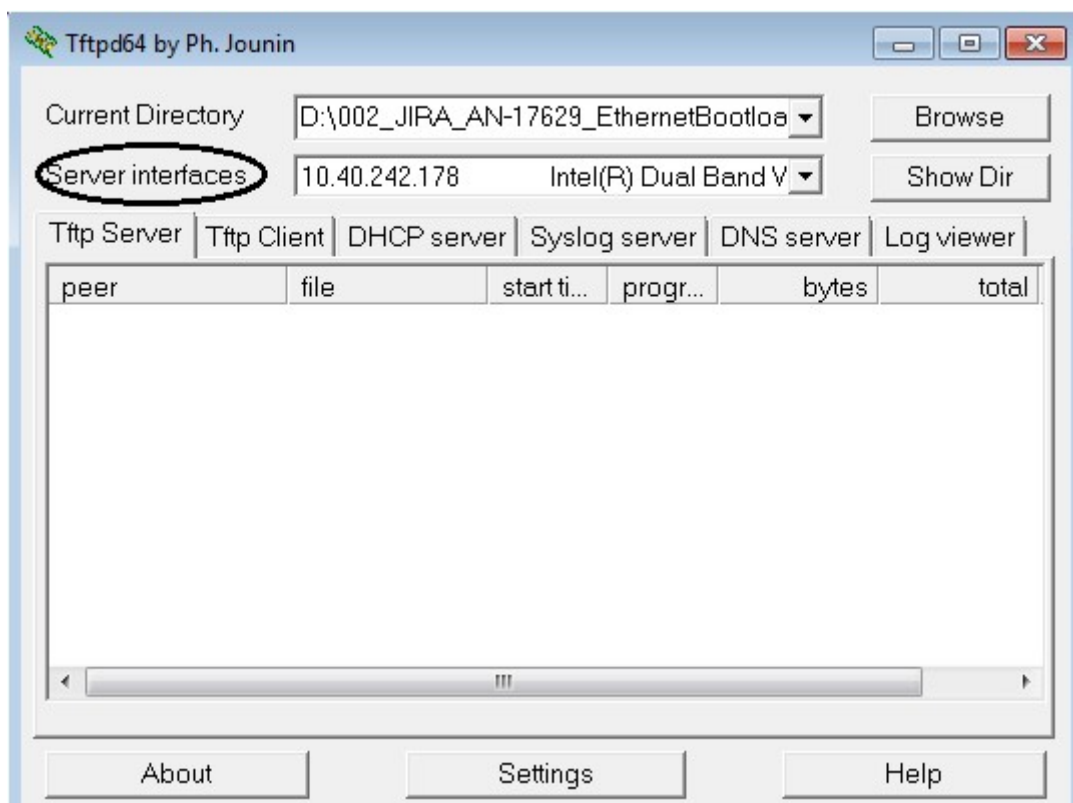 Tftpd64 by Ph. Jounin
Current Directory D:\002_JIRA_AN-17629_EthernetBootloa Browse
Server interfaces 10.40.242.178 Intel(R) Dual Band V Show Dir
Tftp Server Tftp Client DHCP server Syslog server DNS server Log viewer
peer file start ti... progr... bytes total
About Settings Help